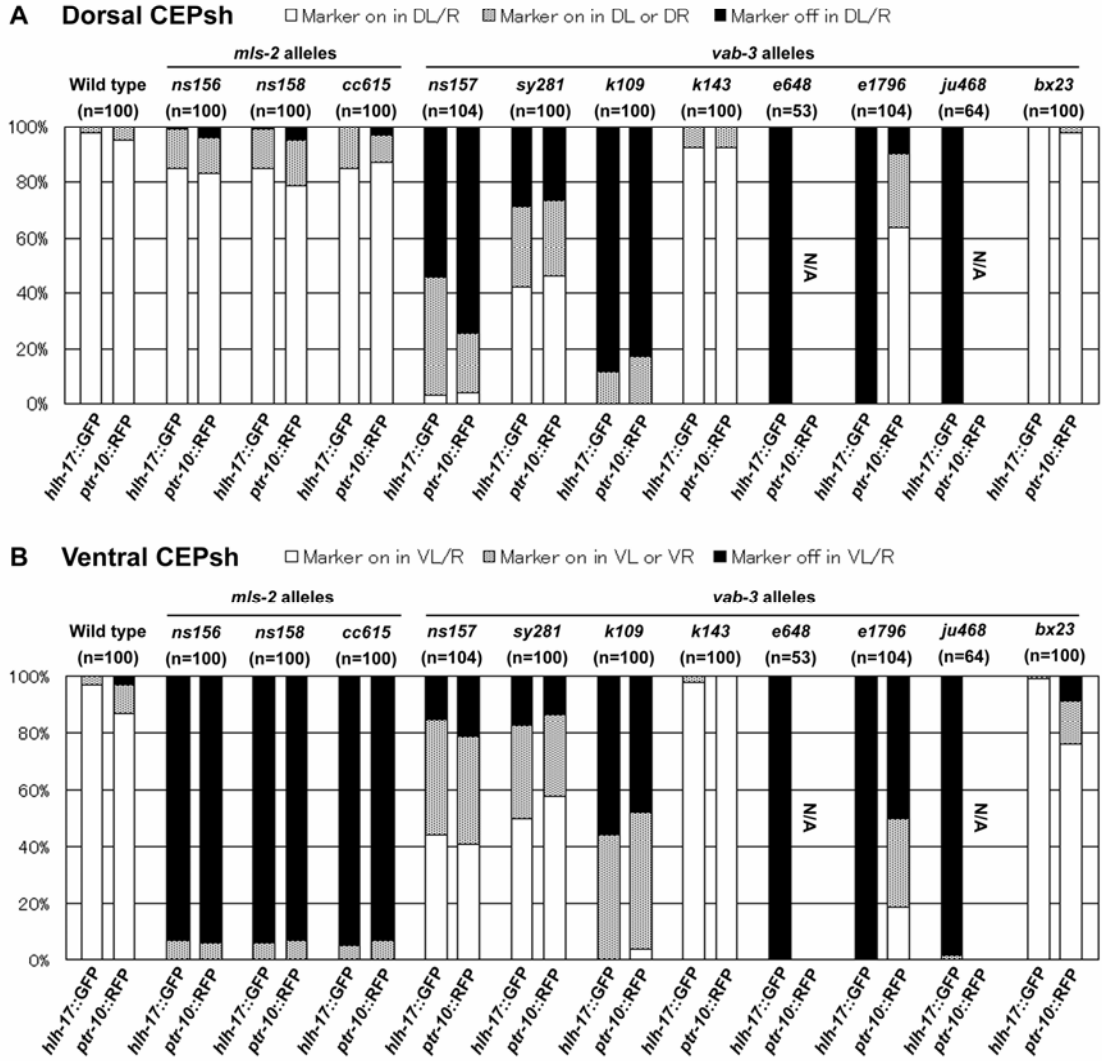 A Dorsal CEPsh □ Marker on in DL/R ▩ Marker on in DL or DR ■ Marker off in DL/R
mls-2 alleles vab-3 alleles
Wild type ns156 ns158 cc615 ns157 sy281 k109 k143 e648 e1796 ju468 bx23
(n=100) (n=100) (n=100) (n=100) (n=104) (n=100) (n=100) (n=100) (n=53) (n=104) (n=64) (n=100)
100%
80%
60%
40%
20%
0%
N/A N/A
hlh-17::GFP ptr-10::RFP hlh-17::GFP ptr-10::RFP hlh-17::GFP ptr-10::RFP hlh-17::GFP ptr-10::RFP hlh-17::GFP ptr-10::RFP hlh-17::GFP ptr-10::RFP hlh-17::GFP ptr-10::RFP hlh-17::GFP ptr-10::RFP hlh-17::GFP ptr-10::RFP hlh-17::GFP ptr-10::RFP hlh-17::GFP ptr-10::RFP hlh-17::GFP ptr-10::RFP
B Ventral CEPsh □ Marker on in VL/R ▩ Marker on in VL or VR ■ Marker off in VL/R
mls-2 alleles vab-3 alleles
Wild type ns156 ns158 cc615 ns157 sy281 k109 k143 e648 e1796 ju468 bx23
(n=100) (n=100) (n=100) (n=100) (n=104) (n=100) (n=100) (n=100) (n=53) (n=104) (n=64) (n=100)
100%
80%
60%
40%
20%
0%
N/A N/A
hlh-17::GFP ptr-10::RFP hlh-17::GFP ptr-10::RFP hlh-17::GFP ptr-10::RFP hlh-17::GFP ptr-10::RFP hlh-17::GFP ptr-10::RFP hlh-17::GFP ptr-10::RFP hlh-17::GFP ptr-10::RFP hlh-17::GFP ptr-10::RFP hlh-17::GFP ptr-10::RFP hlh-17::GFP ptr-10::RFP hlh-17::GFP ptr-10::RFP hlh-17::GFP ptr-10::RFP